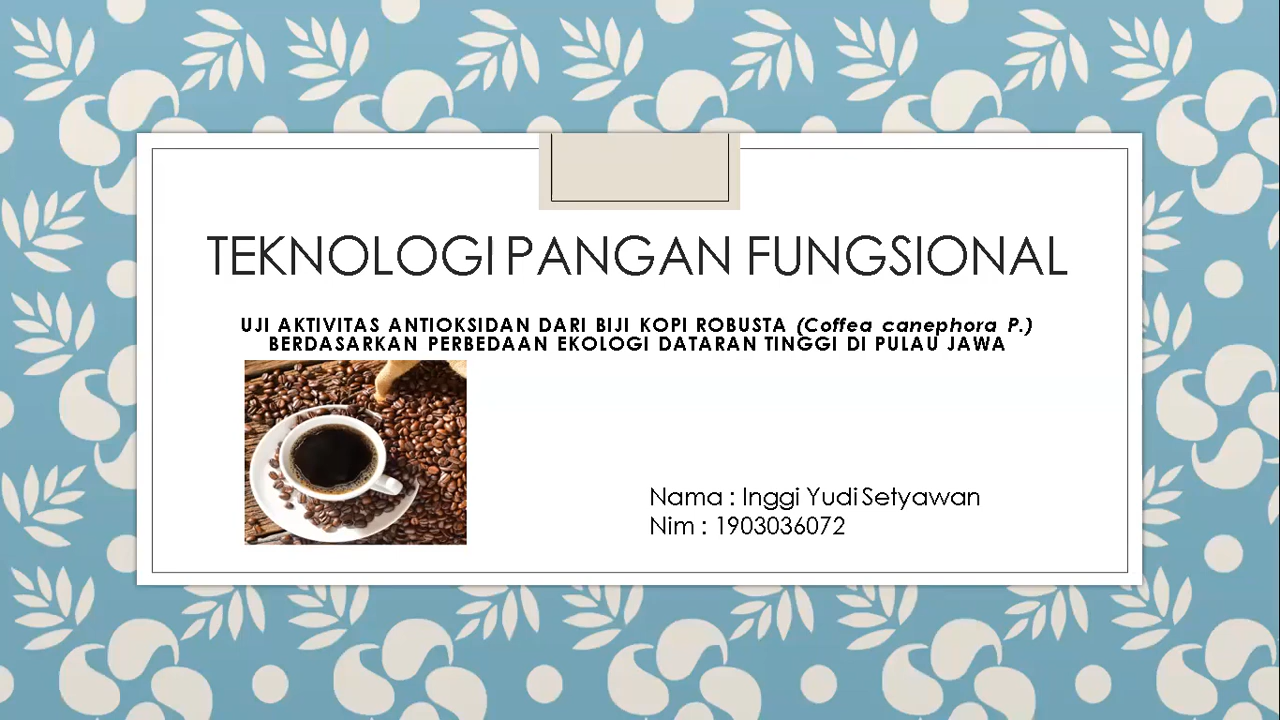 TEKNOLOGI PANGAN FUNGSIONAL
UJI AKTIVITAS ANTIOKSIDAN DARI BIJI KOPI ROBUSTA (Coffea canephora P.)
BERDASARKAN PERBEDAAN EKOLOGI DATARAN TINGGI DI PULAU JAWA
Nama : Inggi Yudi Setyawan
Nim : 1903036072